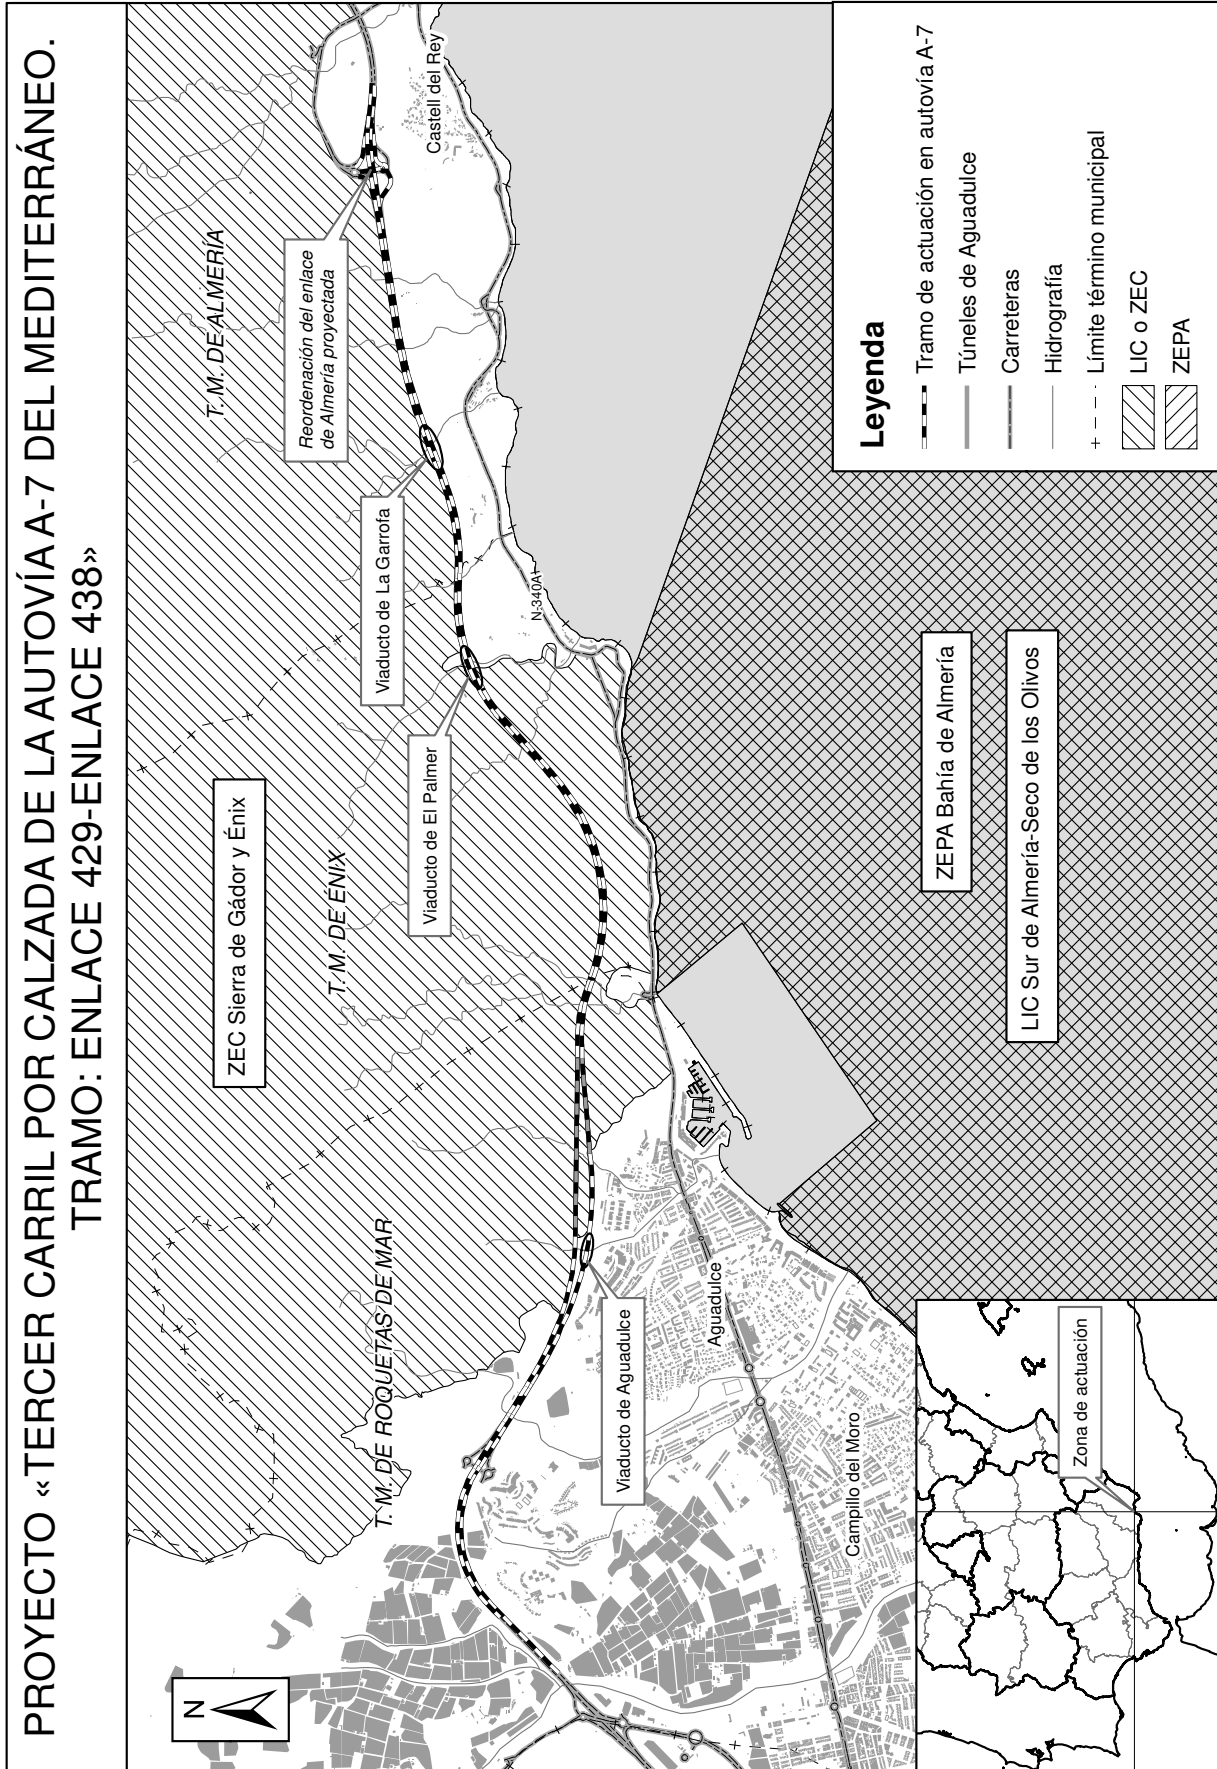 PROYECTO «TERCER CARRIL POR CALZADA DE LA AUTOVÍA A-7 DEL MEDITERRÁNEO.
TRAMO: ENLACE 429-ENLACE 438»
N
T. M. DE ALMERÍA
Reordenación del enlace
de Almería proyectada
Castell del Rey
Viaducto de La Garrofa
N-340A
ZEC Sierra de Gádor y Énix
T. M. DE ÉNIX
Viaducto de El Palmer
T. M. DE ROQUETAS DE MAR
Viaducto de Aguadulce
Aguadulce
Campillo del Moro
ZEPA Bahía de Almería
LIC Sur de Almería-Seco de los Olivos
Zona de actuación
Leyenda
Tramo de actuación en autovía A-7
Túneles de Aguadulce
Carreteras
Hidrografía
Límite término municipal
LIC o ZEC
ZEPA